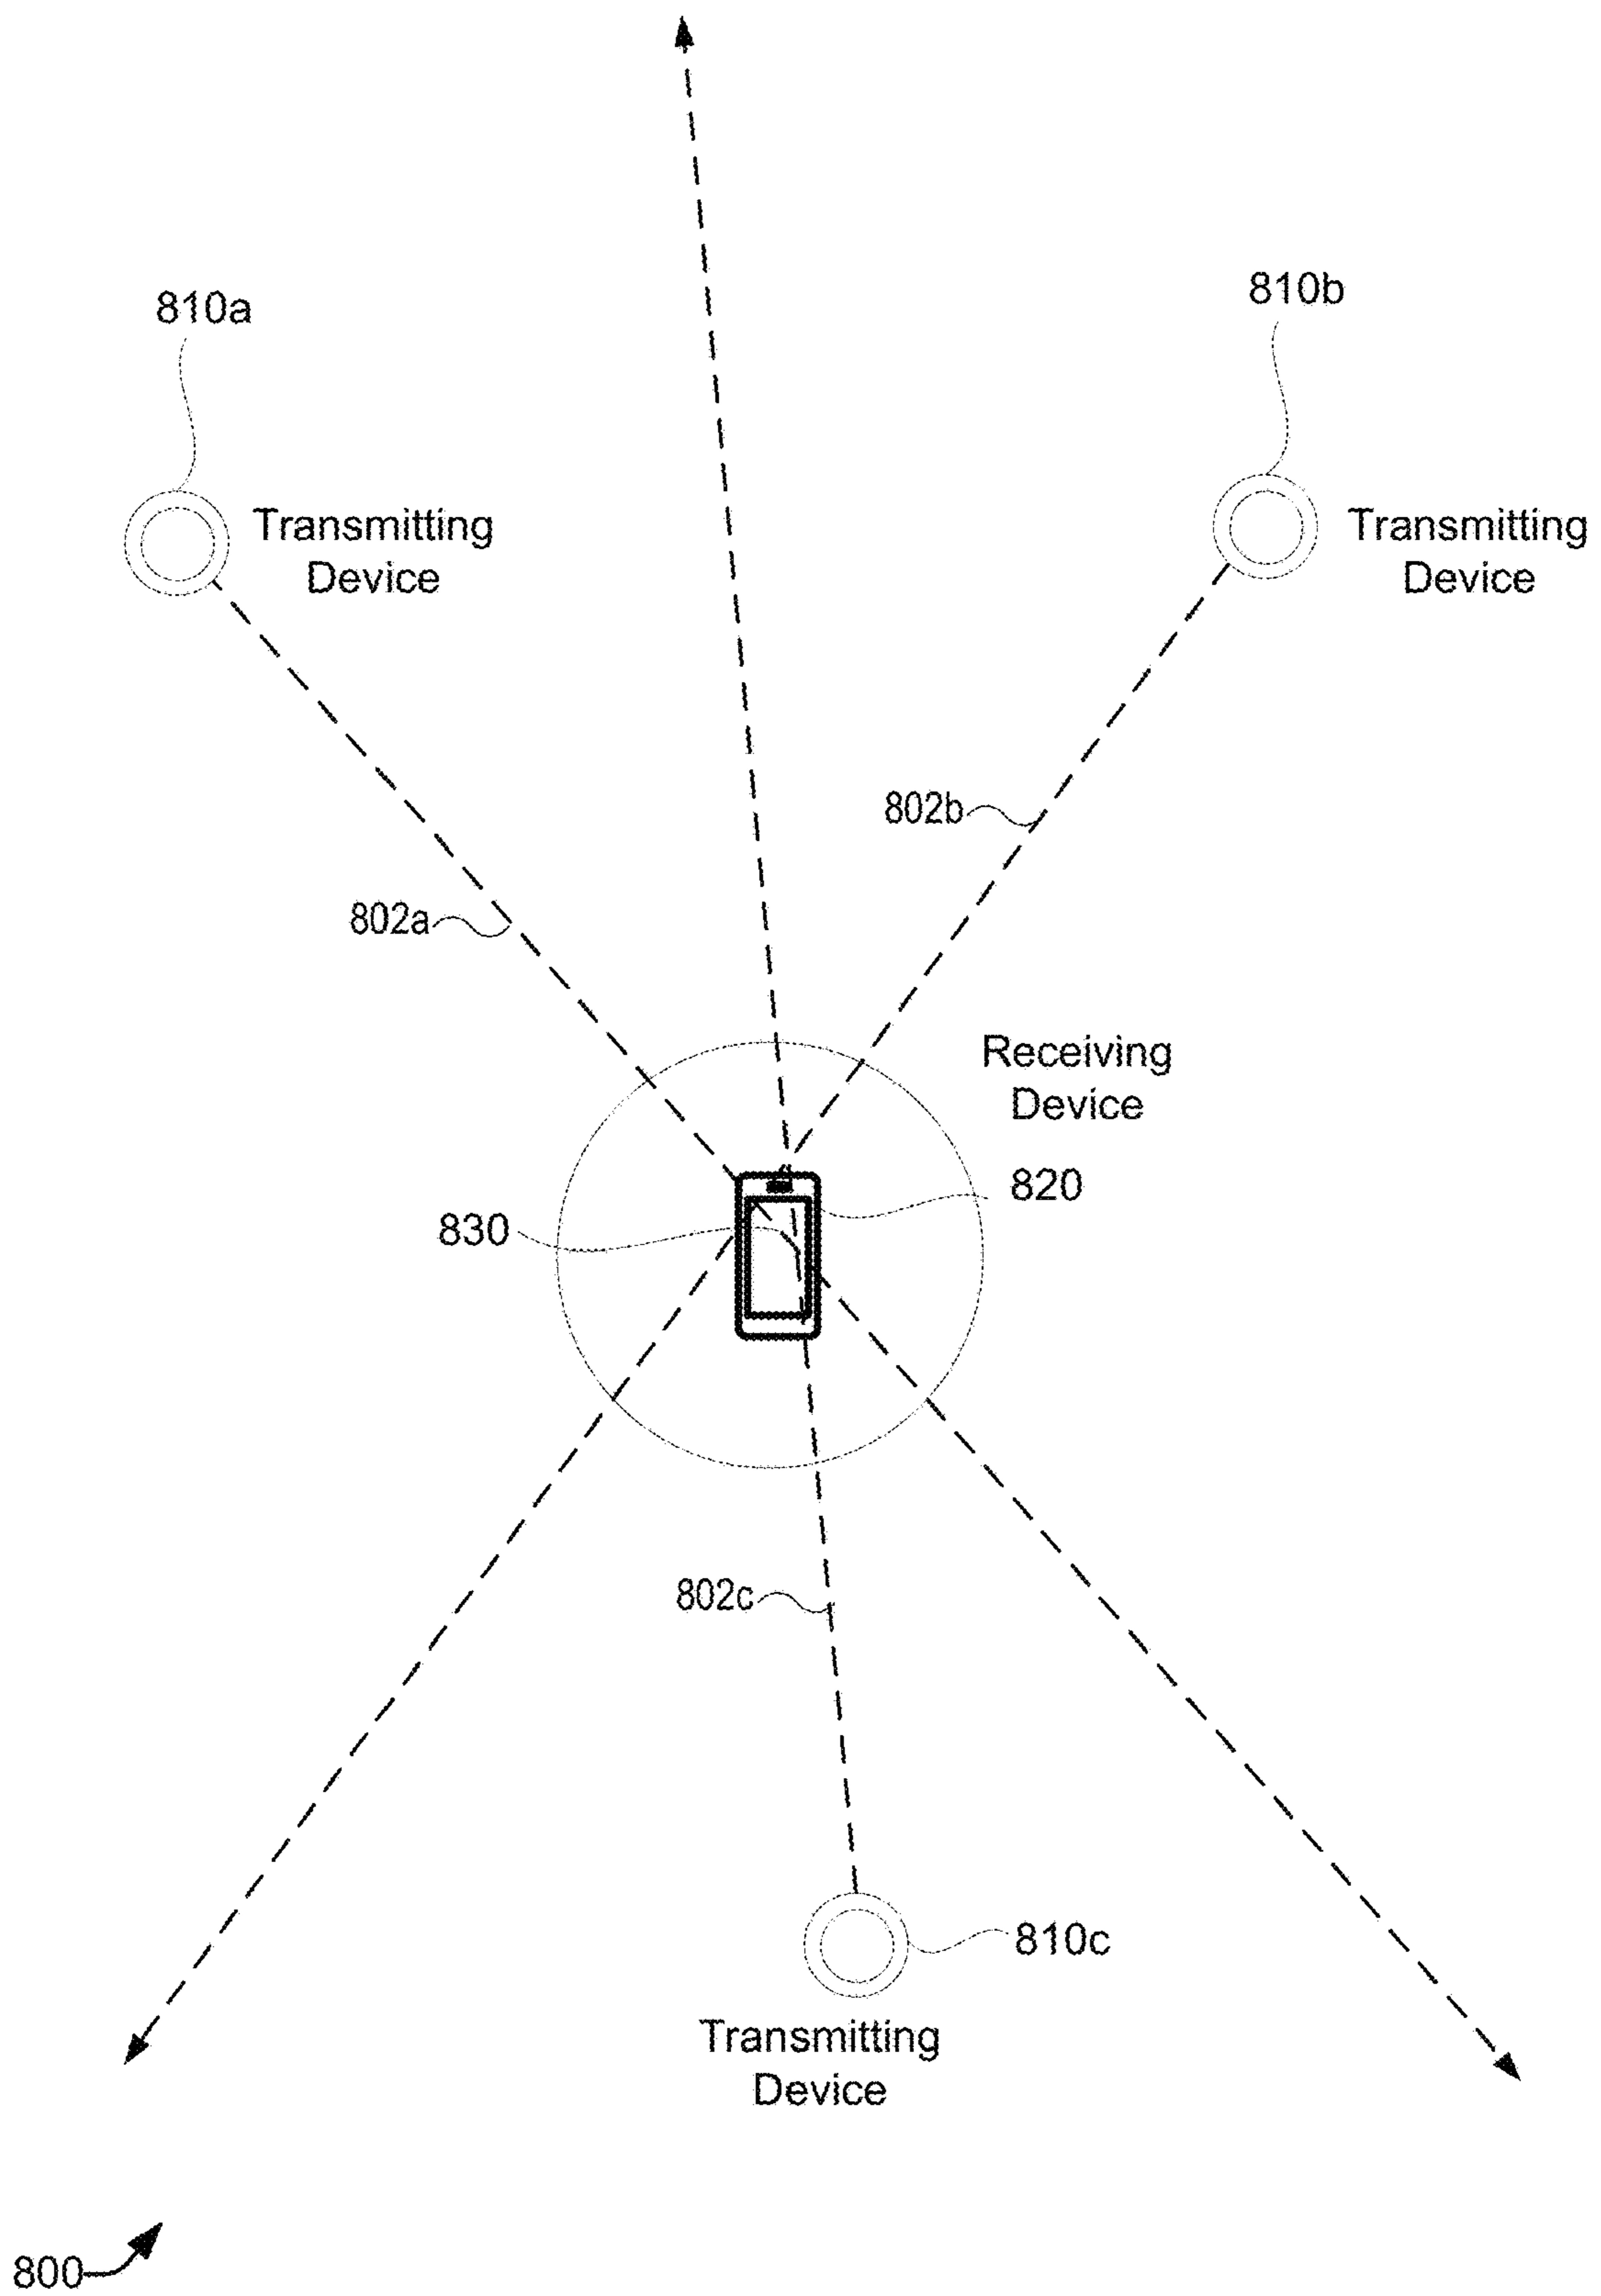 810a
810b
Transmitting
Device
Transmitting
Device
802b
802a
Receiving
Device
820
830
802c
810c
Transmitting
Device
800